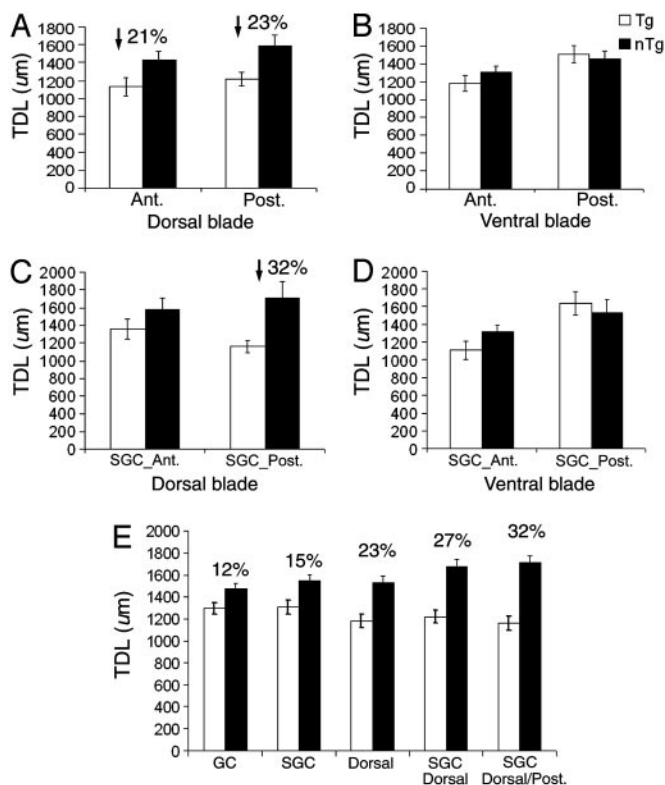 A
↓ 21%
↓ 23%
TDL (um)
1800
1600
1400
1200
1000
800
600
400
200
0
Ant. Post.
Dorsal blade
B
Tg
nTg
TDL (um)
1800
1600
1400
1200
1000
800
600
400
200
0
Ant. Post.
Ventral blade
C
↓ 32%
TDL (um)
2000
1800
1600
1400
1200
1000
800
600
400
200
0
SGC_Ant. SGC_Post.
Dorsal blade
D
TDL (um)
2000
1800
1600
1400
1200
1000
800
600
400
200
0
SGC_Ant. SGC_Post.
Ventral blade
E
12% 15% 23% 27% 32%
TDL (um)
2000
1800
1600
1400
1200
1000
800
600
400
200
0
GC SGC Dorsal SGC SGC
Dorsal Dorsal/Post.